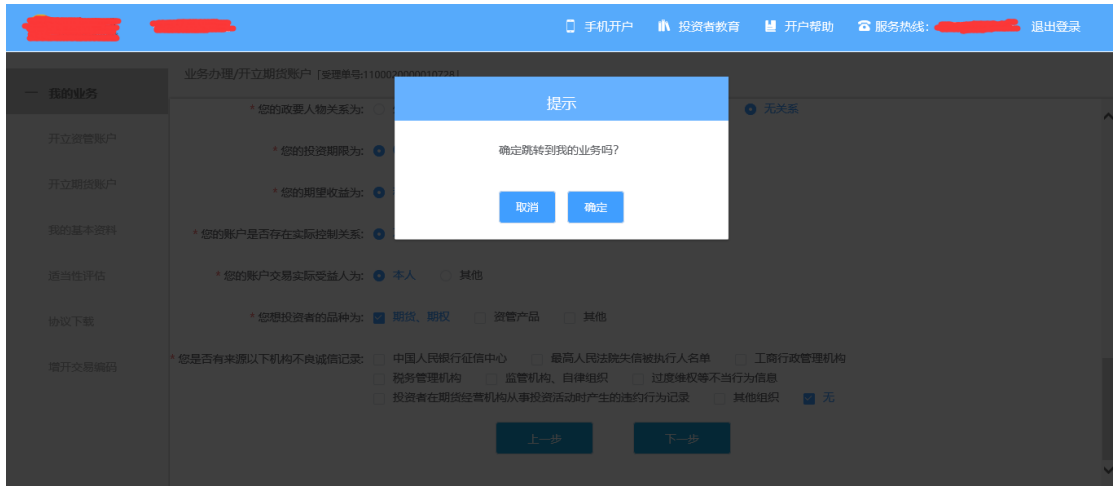 手机开户 投资者教育 开户帮助 服务热线: 退出登录
业务办理/开立期货账户「受理单号:1100020000010728」
一 我的业务
开立资管账户
开立期货账户
我的基本资料
适当性评估
协议下载
增开交易编码
提示
确定跳转到我的业务吗?
取消 确定
* 您的政要人物关系为: 无关系
* 您的投资期限为:
* 您的期望收益为:
* 您的账户是否存在实际控制关系:
* 您的账户交易实际受益人为: 本人 其他
* 您想投资者的品种为: 期货、期权 资管产品 其他
* 您是否有来源以下机构不良诚信记录: 中国人民银行征信中心 最高人民法院失信被执行人名单 工商行政管理机构
税务管理机构 监管机构、自律组织 过度维权等不当行为信息
投资者在期货经营机构从事投资活动时产生的违约行为记录 其他组织 无
上一步 下一步